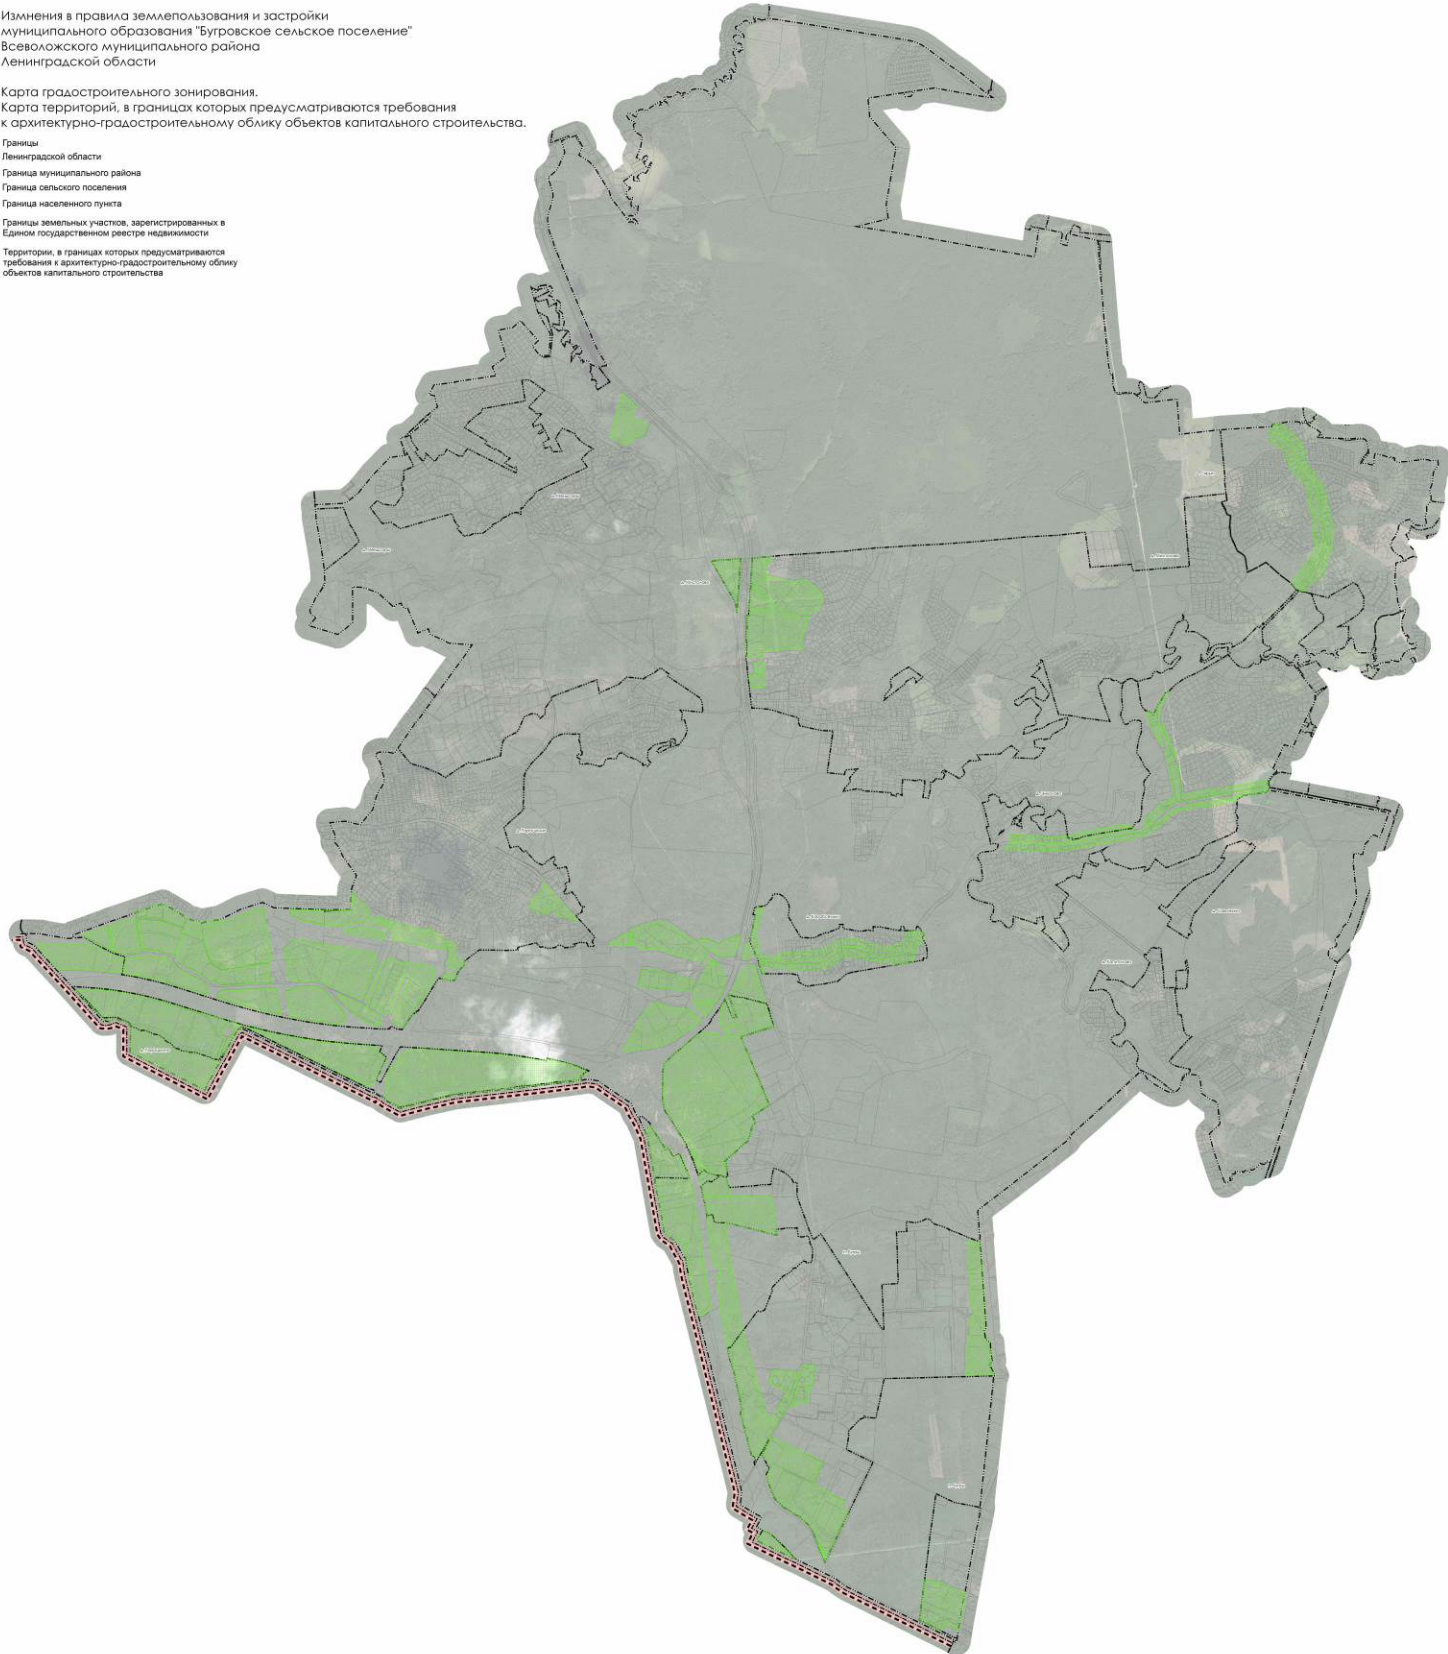 Измнения в правила землепользования и застройки
муниципального образования "Бугровское сельское поселение"
Всеволожского муниципального района
Ленинградской области
Карта градостроительного зонирования.
Карта территорий, в границах которых предусматриваются требования
к архитектурно-градостроительному облику объектов капитального строительства.
Границы
Ленинградской области
Граница муниципального района
Граница сельского поселения
Граница населенного пункта
Границы земельных участков, зарегистрированных в
Едином государственном реестре недвижимости
Территории, в границах которых предусматриваются
требования к архитектурно-градостроительному облику
объектов капитального строительства